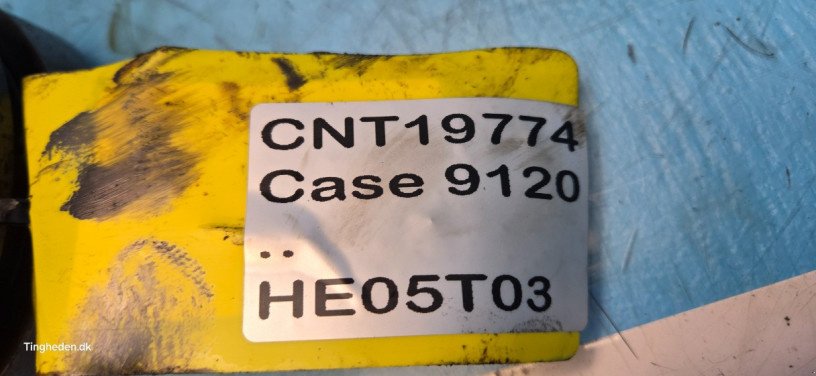 CNT19774
Case 9120
..
HE05T03
Tingheden.dk